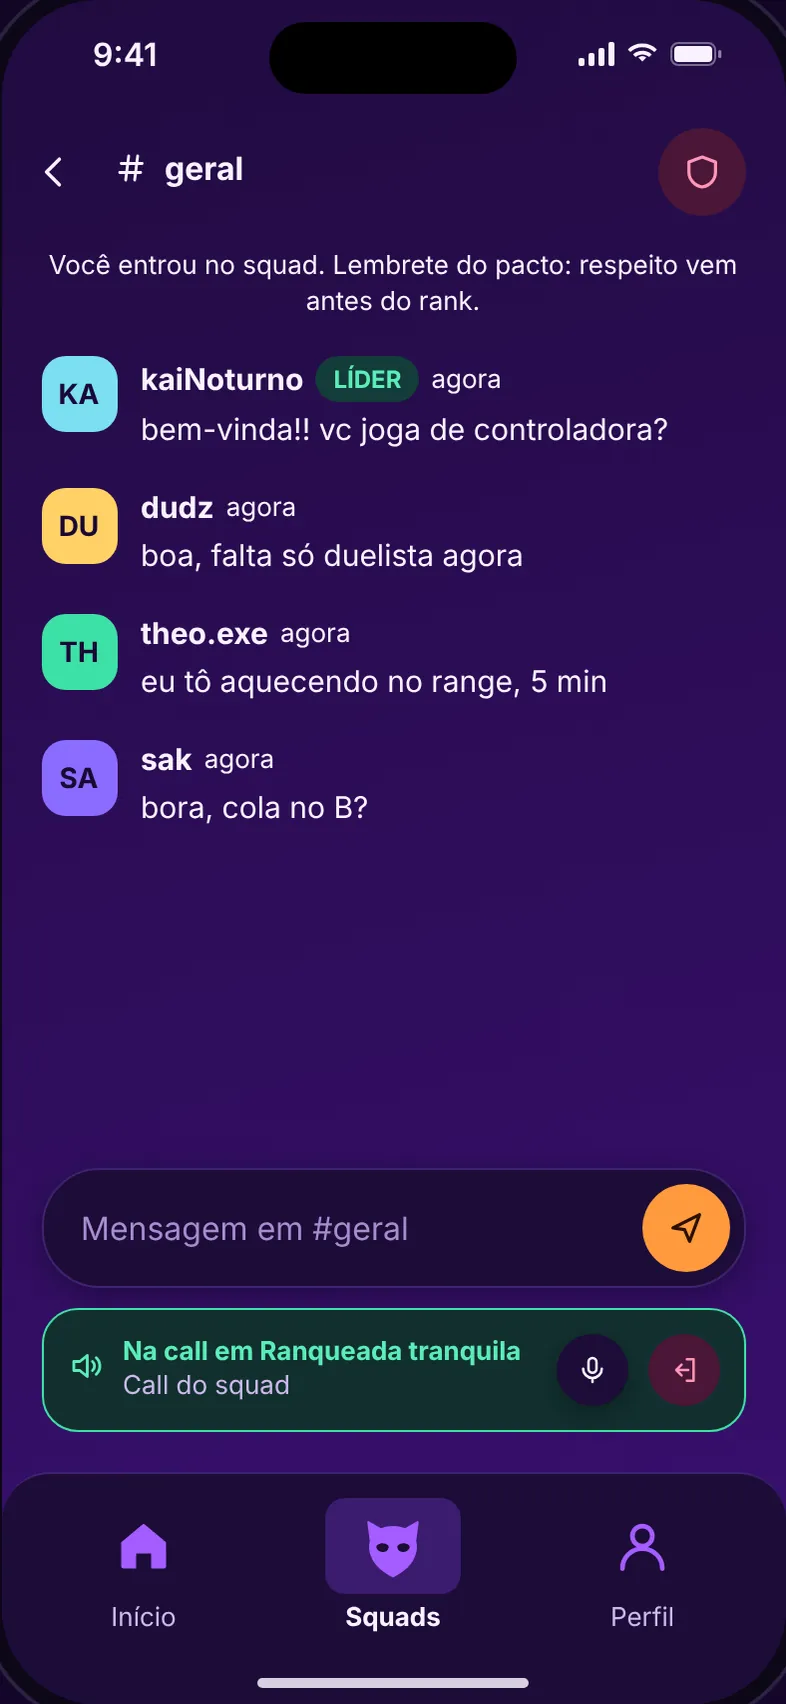 9:41
# geral
Você entrou no squad. Lembrete do pacto: respeito vem
antes do rank.
KA
kaiNoturno LÍDER agora
bem-vinda!! vc joga de controladora?
DU
dudz agora
boa, falta só duelista agora
TH
theo.exe agora
eu tô aquecendo no range, 5 min
SA
sak agora
bora, cola no B?
Mensagem em #geral
Na call em Ranqueada tranquila
Call do squad
Início
Squads
Perfil